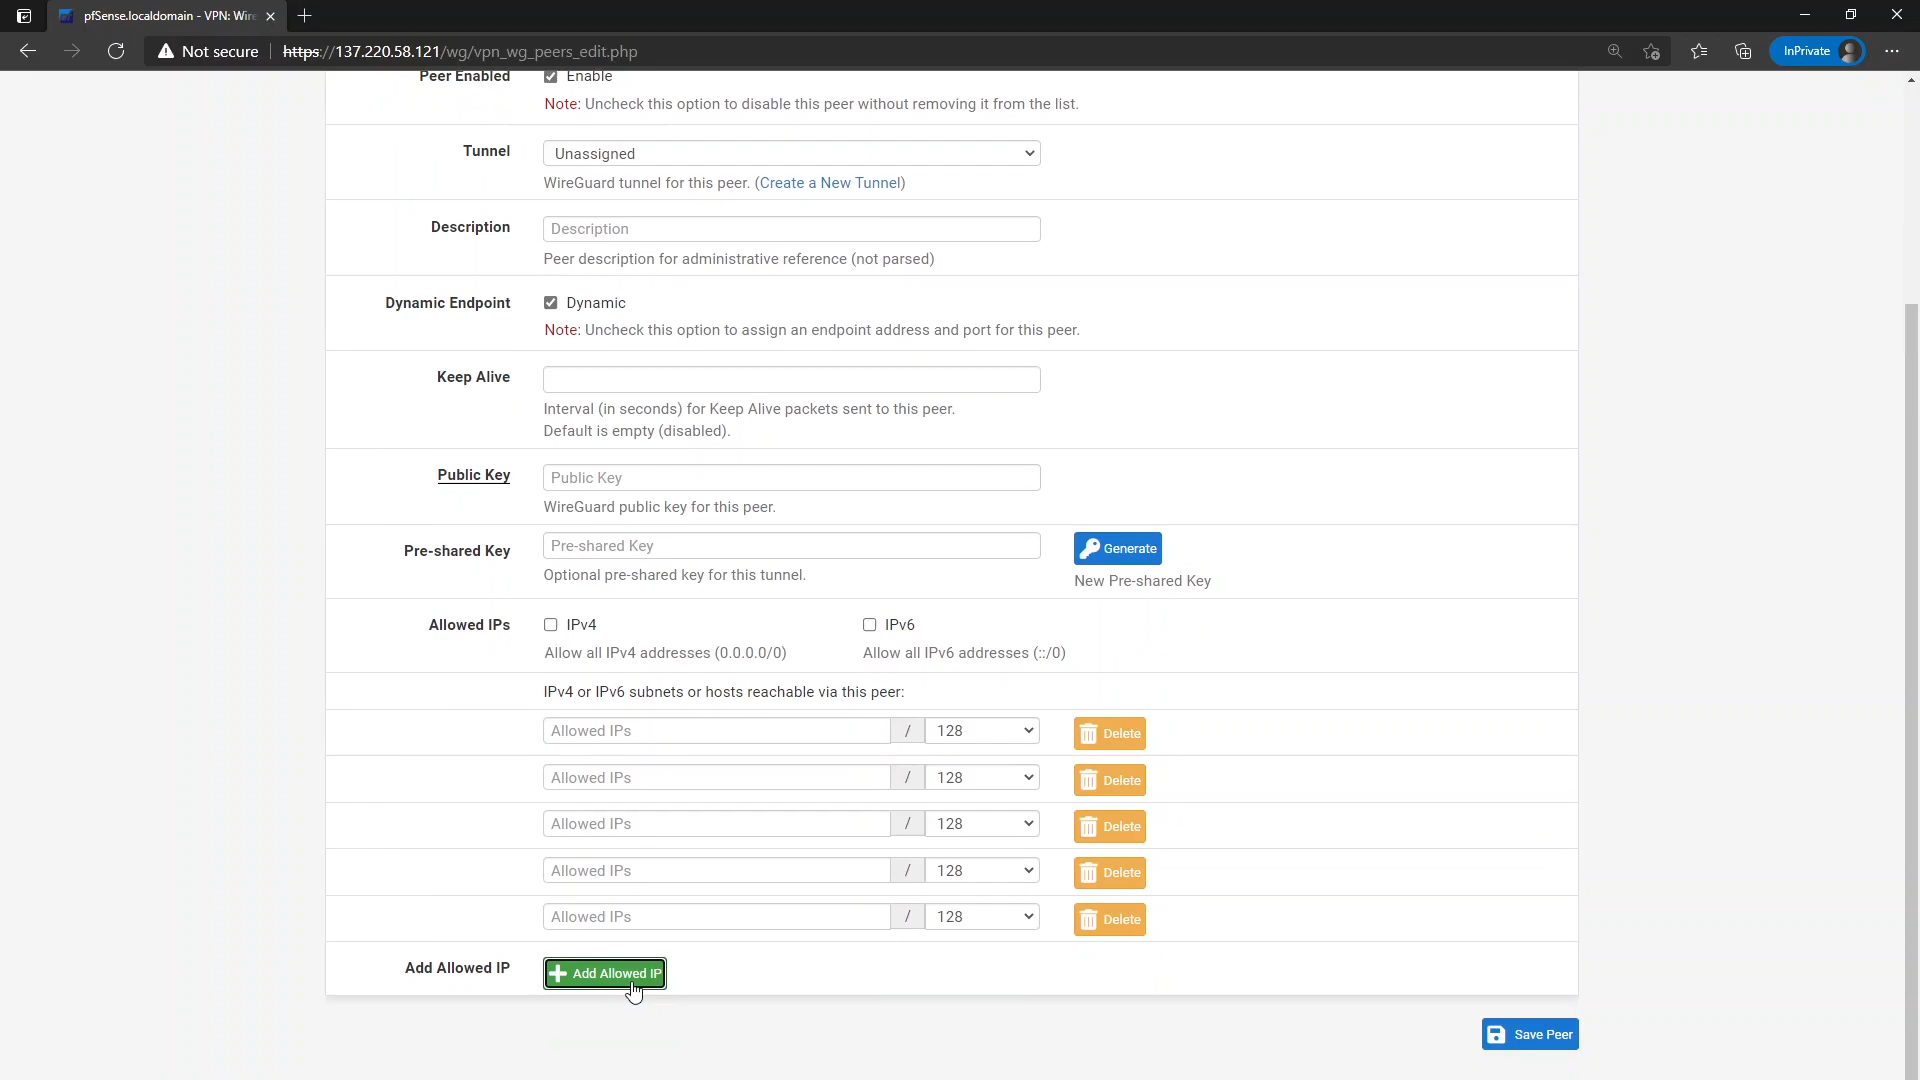 pfSense.localdomain - VPN: Wire
Not secure
https://137.220.58.121/wg/vpn_wg_peers_edit.php
InPrivate
Peer Enabled
Enable
Note: Uncheck this option to disable this peer without removing it from the list.
Tunnel
Unassigned
WireGuard tunnel for this peer. (Create a New Tunnel)
Description
Description
Peer description for administrative reference (not parsed)
Dynamic Endpoint
Dynamic
Note: Uncheck this option to assign an endpoint address and port for this peer.
Keep Alive
Interval (in seconds) for Keep Alive packets sent to this peer.
Default is empty (disabled).
Public Key
Public Key
WireGuard public key for this peer.
Pre-shared Key
Pre-shared Key
Generate
Optional pre-shared key for this tunnel.
New Pre-shared Key
Allowed IPs
IPv4
IPv6
Allow all IPv4 addresses (0.0.0.0/0)
Allow all IPv6 addresses (::/0)
IPv4 or IPv6 subnets or hosts reachable via this peer:
Allowed IPs / 128 Delete
Allowed IPs / 128 Delete
Allowed IPs / 128 Delete
Allowed IPs / 128 Delete
Allowed IPs / 128 Delete
Add Allowed IP
Add Allowed IP
Save Peer